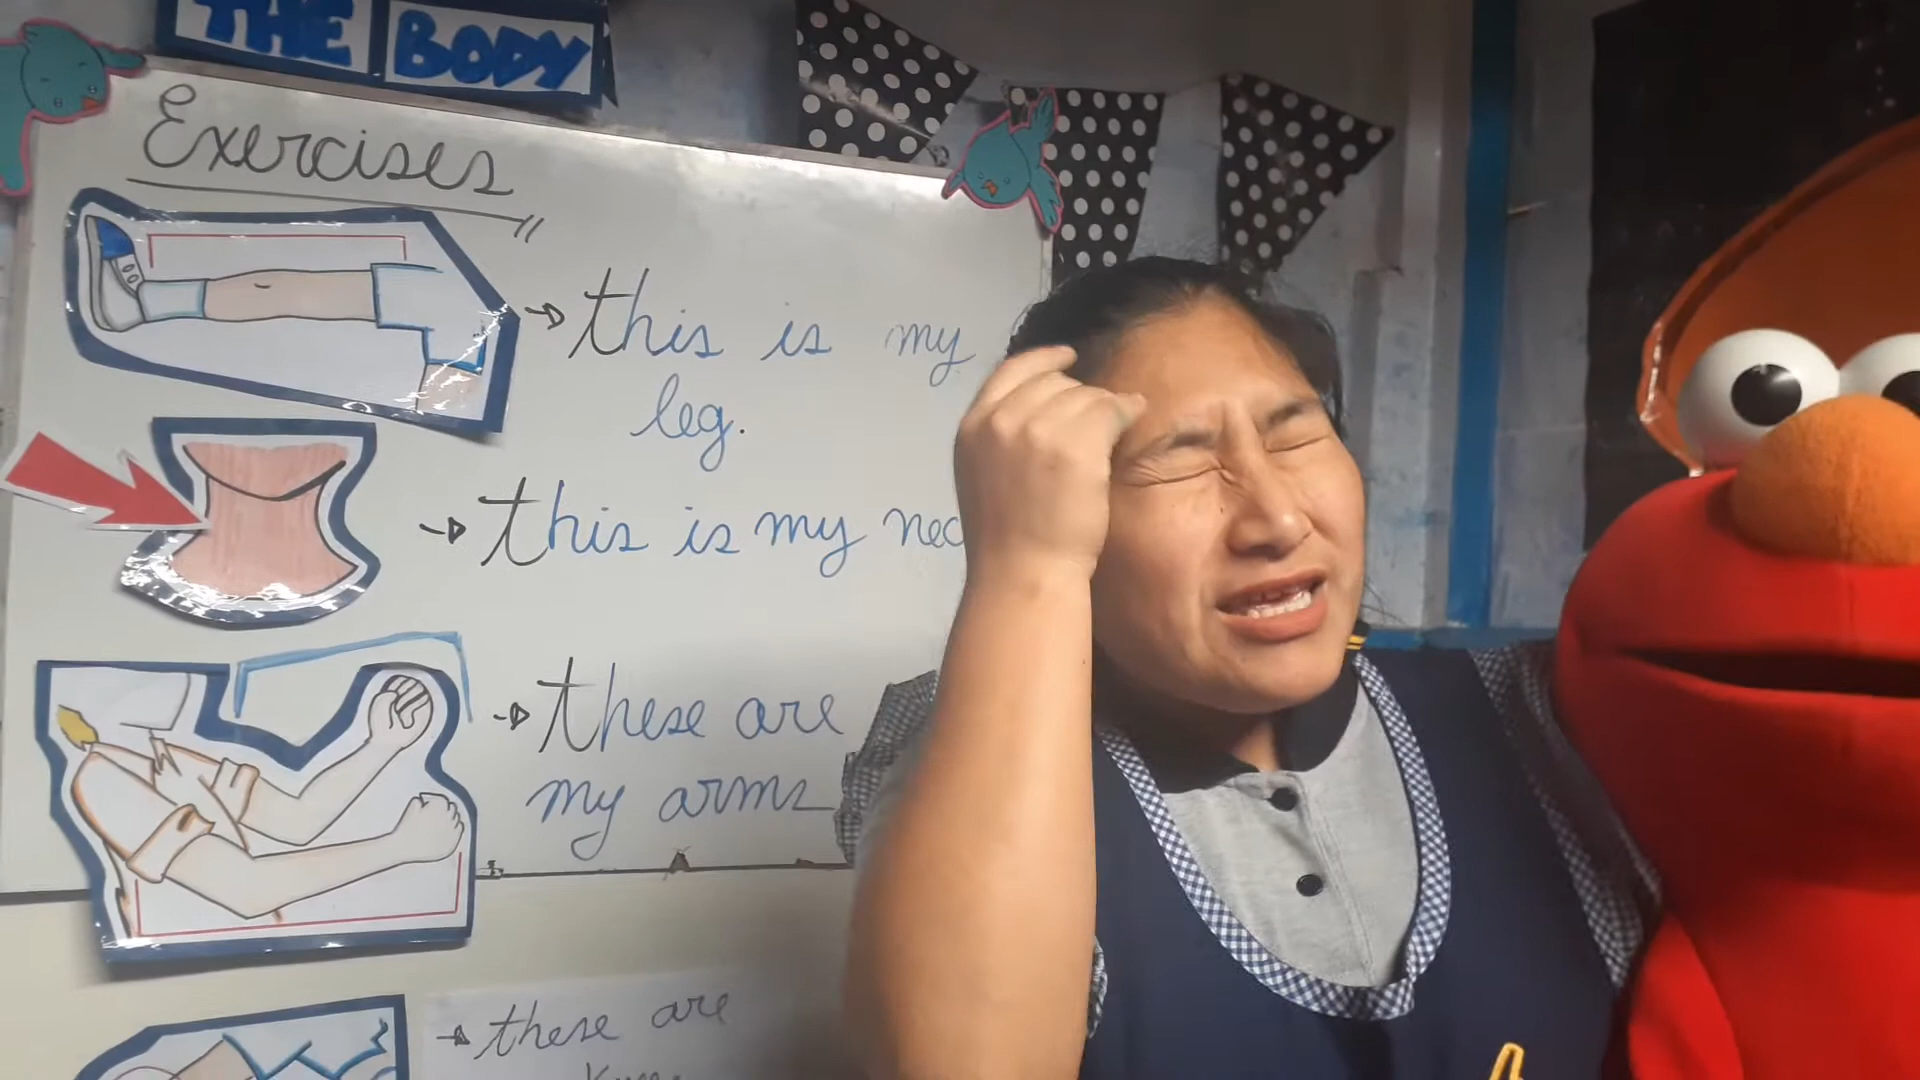 THE BODY
Exercises
this is my
leg.
this is my
these are
my arms
these are